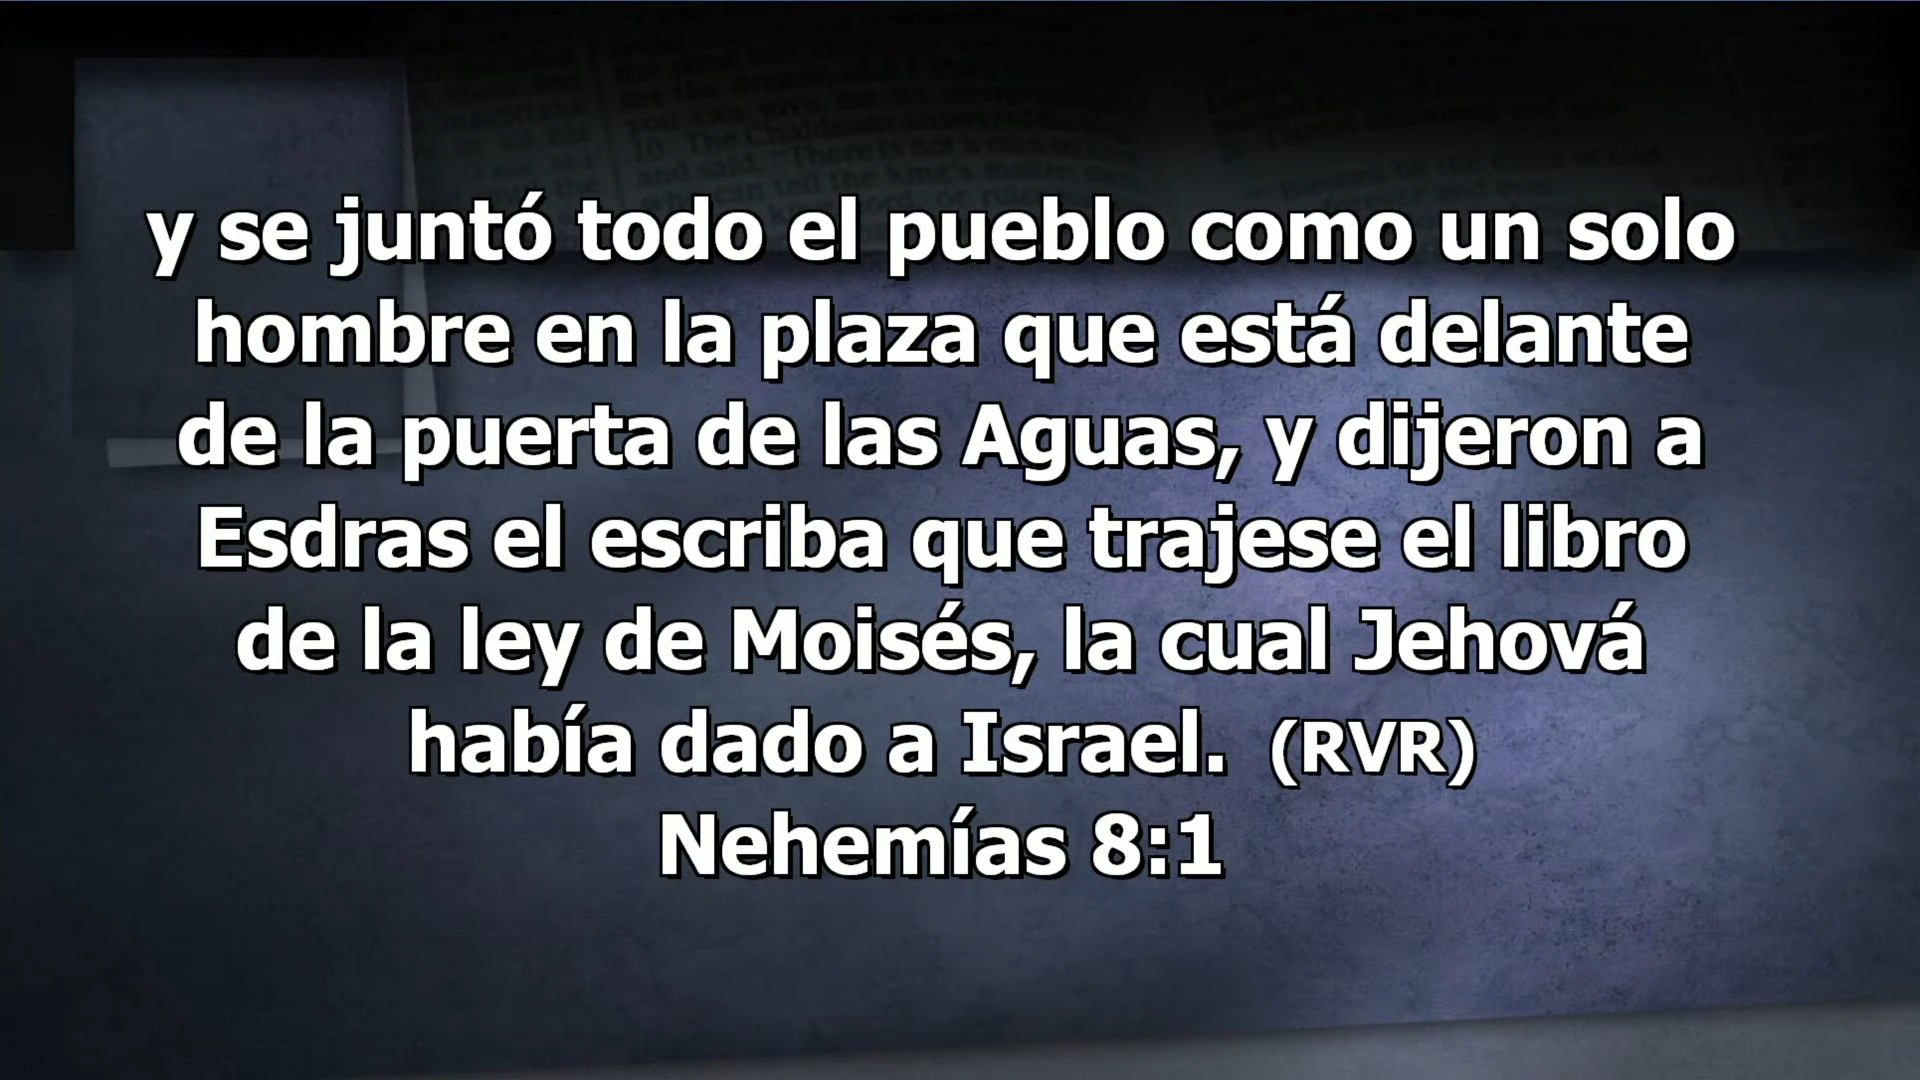 y se juntó todo el pueblo como un solo
hombre en la plaza que está delante
de la puerta de las Aguas, y dijeron a
Esdras el escriba que trajese el libro
de la ley de Moisés, la cual Jehová
había dado a Israel. (RVR)
Nehemías 8:1